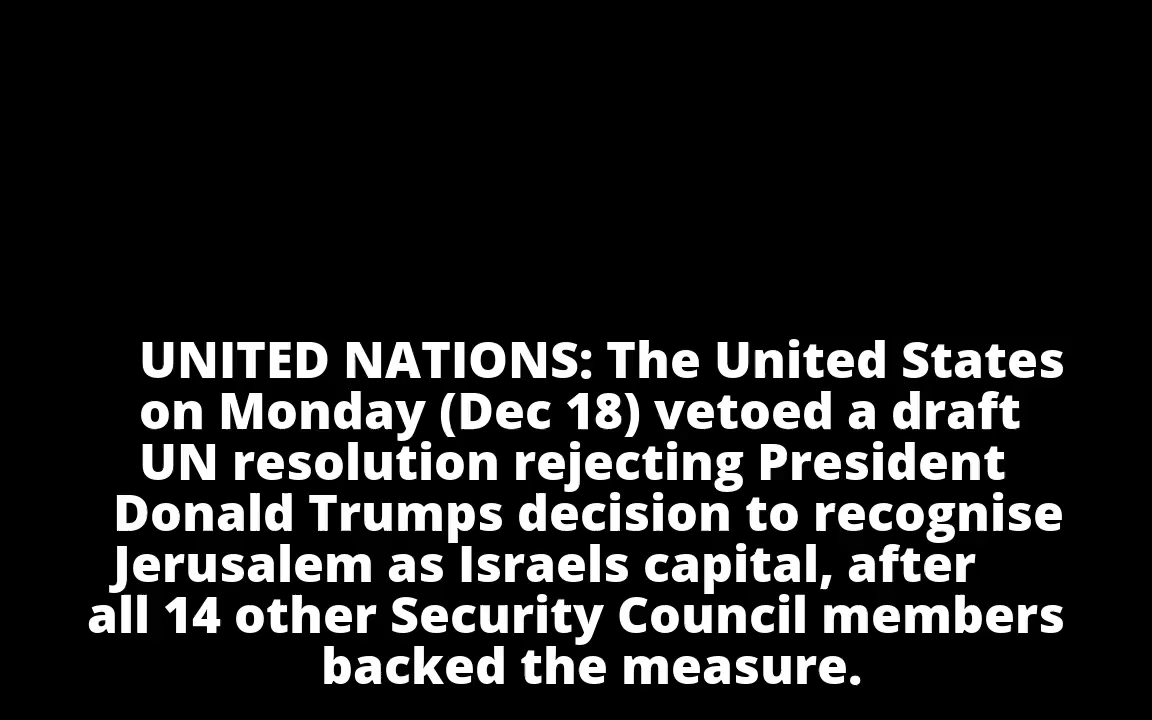 UNITED NATIONS: The United States
on Monday (Dec 18) vetoed a draft
UN resolution rejecting President
Donald Trumps decision to recognise
Jerusalem as Israels capital, after
all 14 other Security Council members
backed the measure.